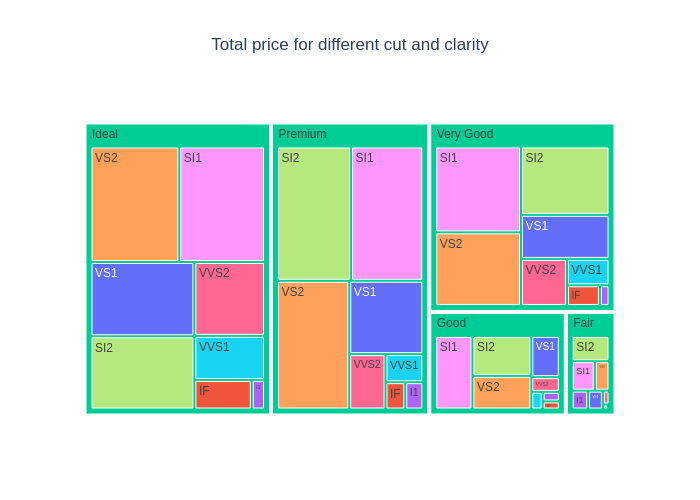 Total price for different cut and clarity
Ideal
VS2
SI1
VS1
VVS2
SI2
VVS1
IF
Premium
SI2
SI1
VS2
VS1
VVS2
VVS1
IF
I1
Very Good
SI1
SI2
VS2
VS1
VVS2
VVS1
IF
Good
SI1
SI2
VS1
VS2
VVS2
Fair
SI2
SI1
I1